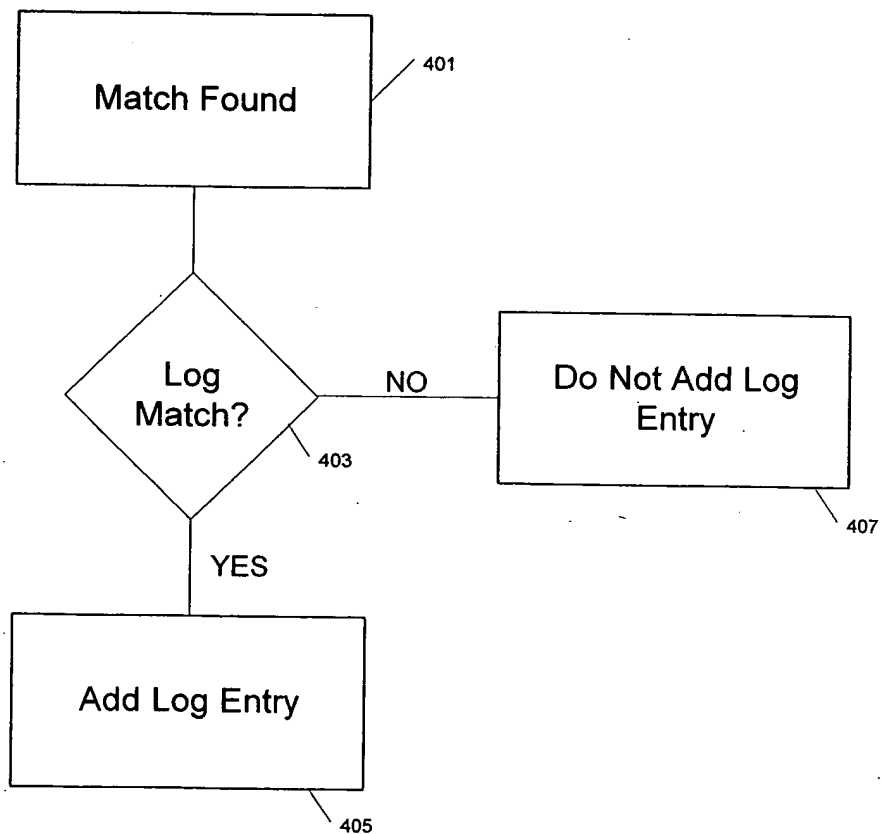 Match Found
401
Log
Match?
403
NO
Do Not Add Log
Entry
407
YES
Add Log Entry
405